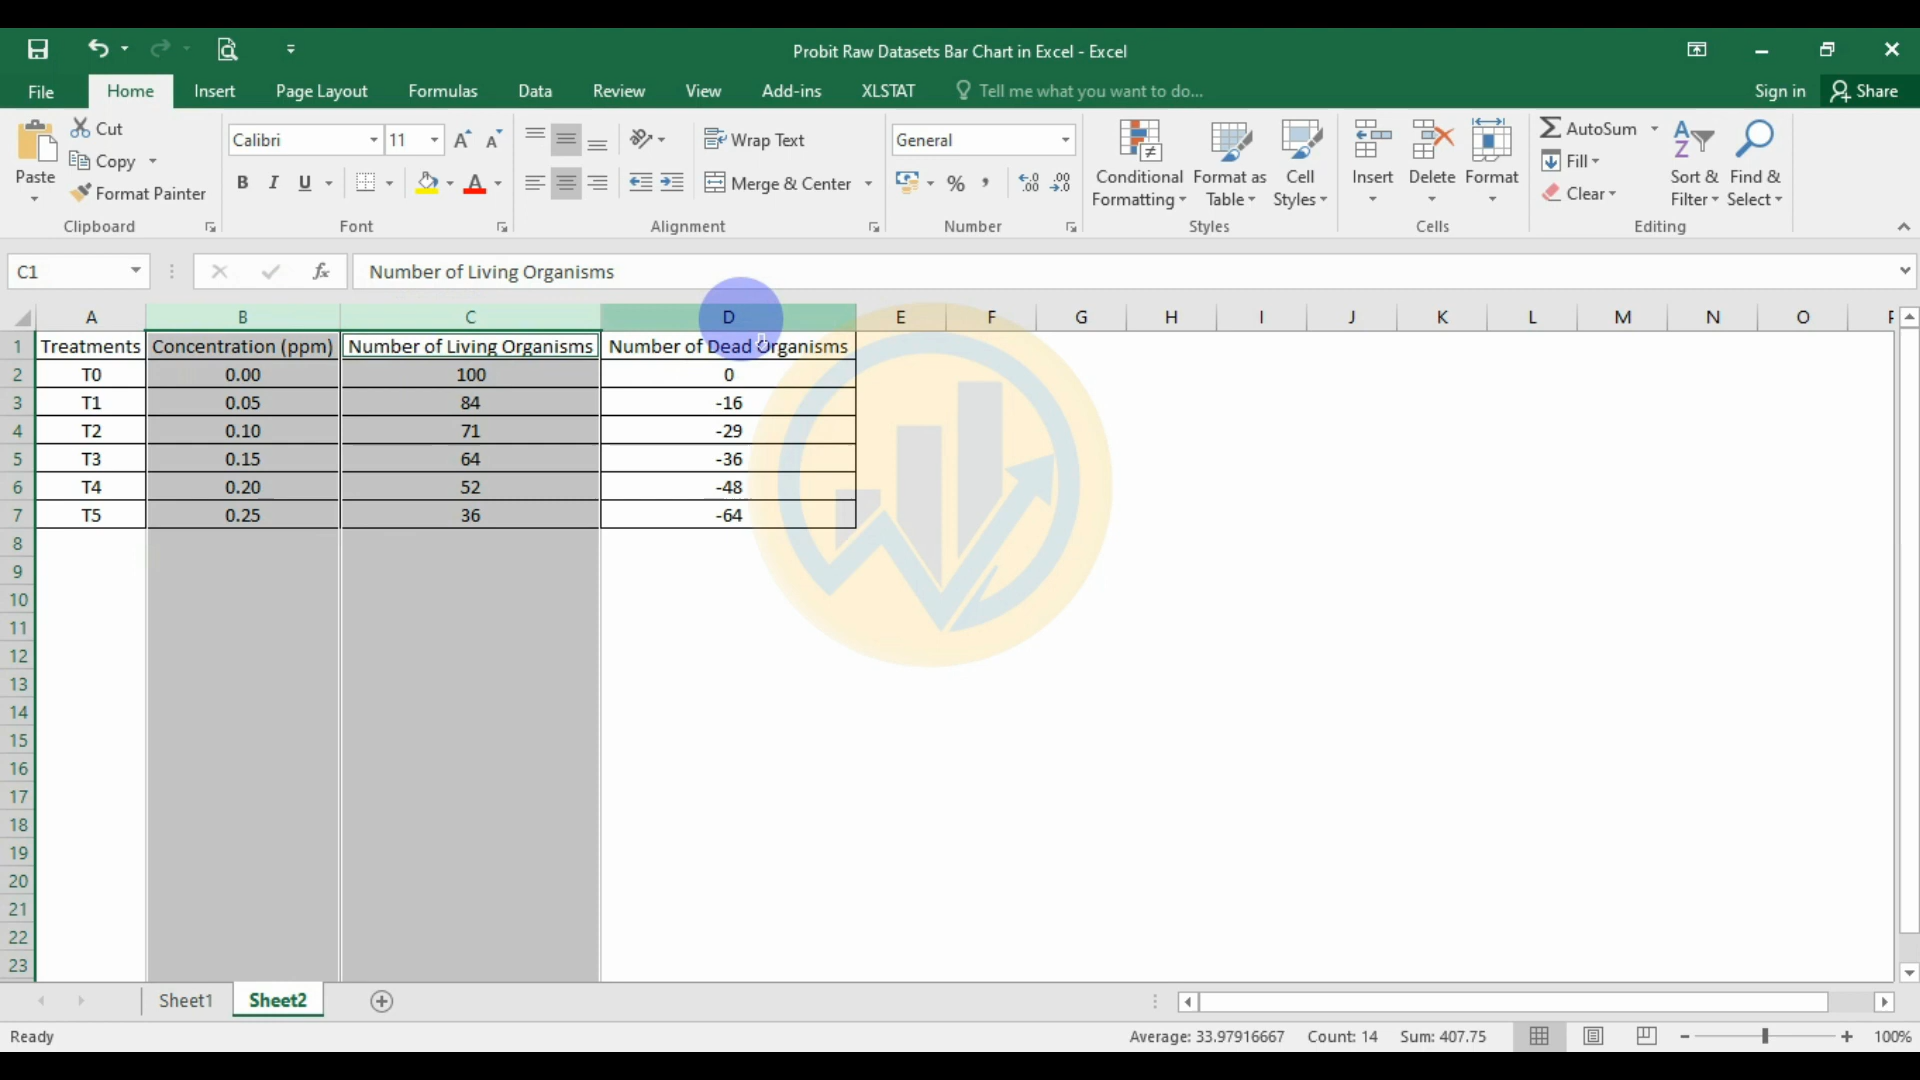 Probit Raw Datasets Bar Chart in Excel - Excel
File Home Insert Page Layout Formulas Data Review View Add-ins XLSTAT Tell me what you want to do... Sign in Share
Paste Cut Copy Format Painter Clipboard
Calibri 11 B I U A Font
Wrap Text Merge & Center Alignment
General % Number
Conditional Formatting Format as Table Cell Styles Styles
Insert Delete Format Cells
AutoSum Fill Clear Sort & Filter Find & Select Editing
C1 fx Number of Living Organisms
A B C D E F G H I J K L M N O
1 Treatments Concentration (ppm) Number of Living Organisms Number of Dead Organisms
2 T0 0.00 100 0
3 T1 0.05 84 -16
4 T2 0.10 71 -29
5 T3 0.15 64 -36
6 T4 0.20 52 -48
7 T5 0.25 36 -64
8
9
10
11
12
13
14
15
16
17
18
19
20
21
22
23
Sheet1 Sheet2
Ready Average: 33.97916667 Count: 14 Sum: 407.75 100%